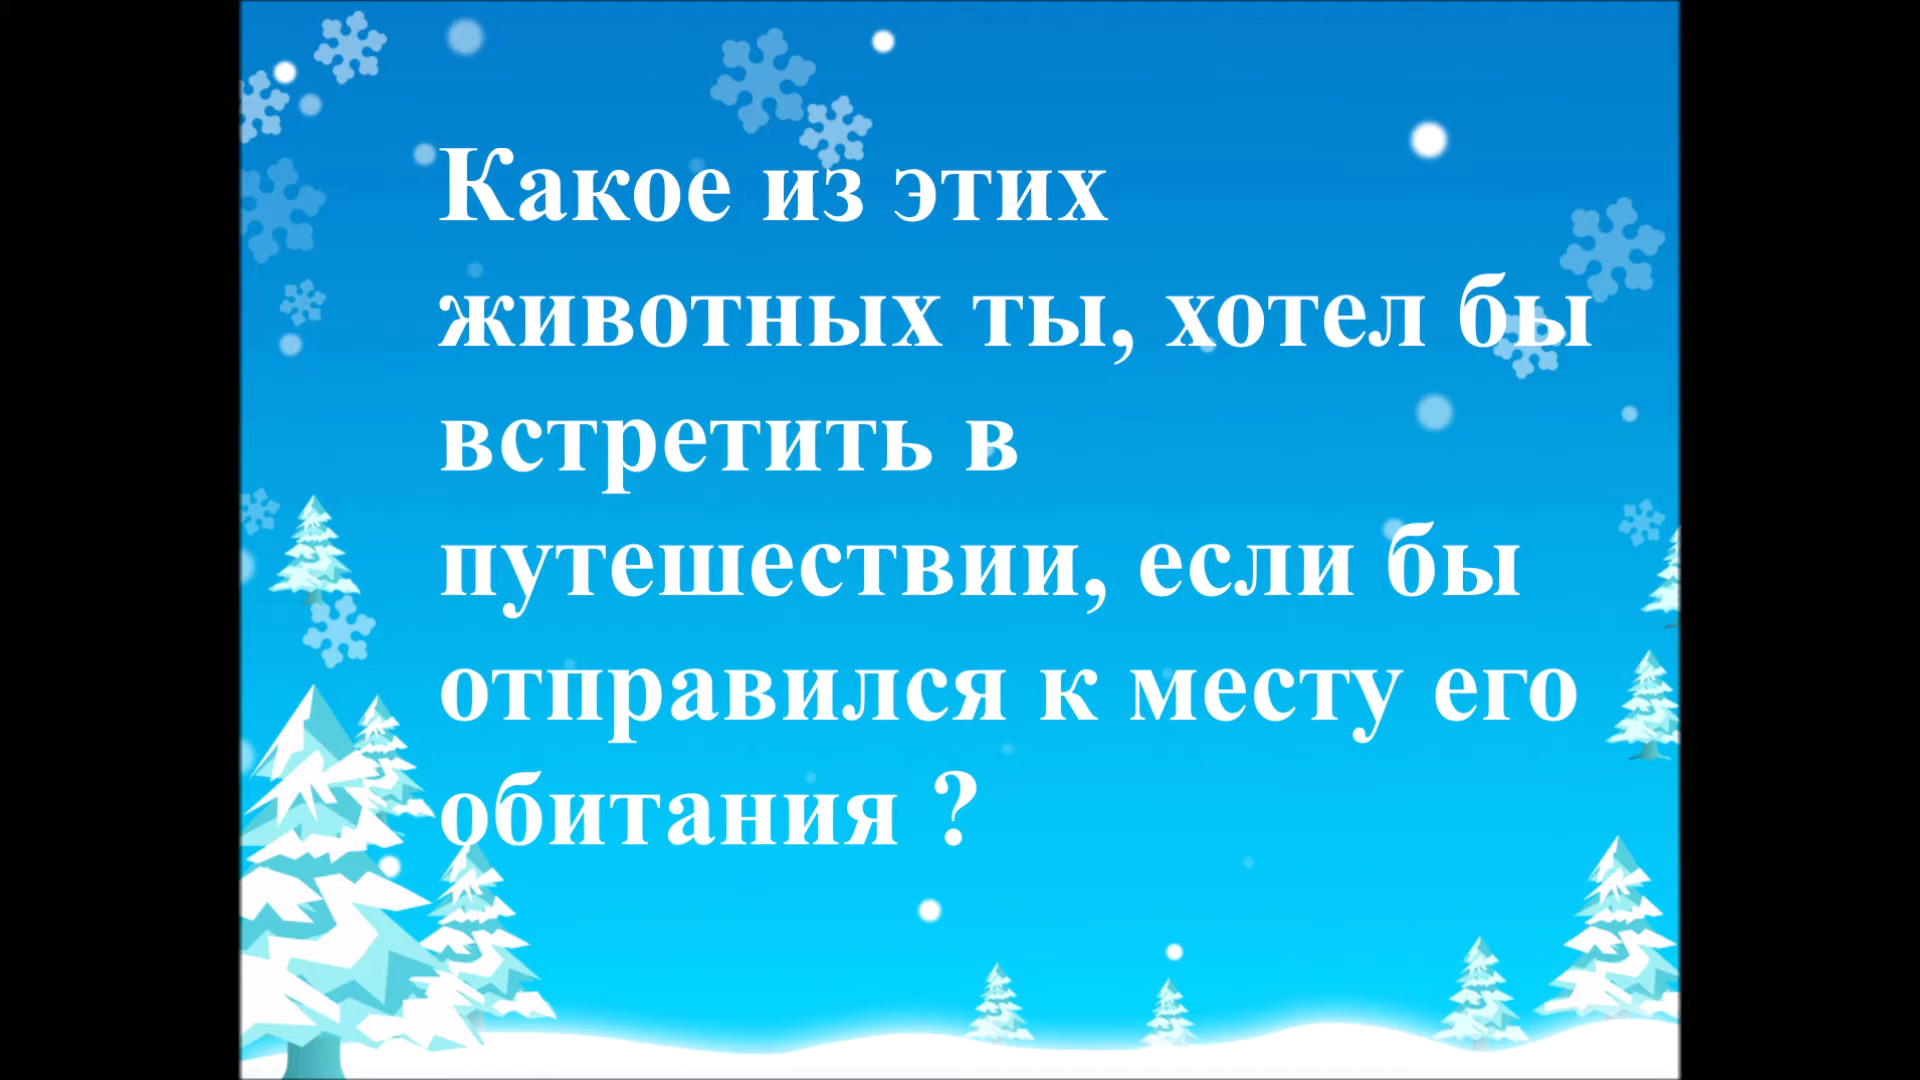 Какое из этих
животных ты, хотел бы
встретить в
путешествии, если бы
отправился к месту его
обитания ?